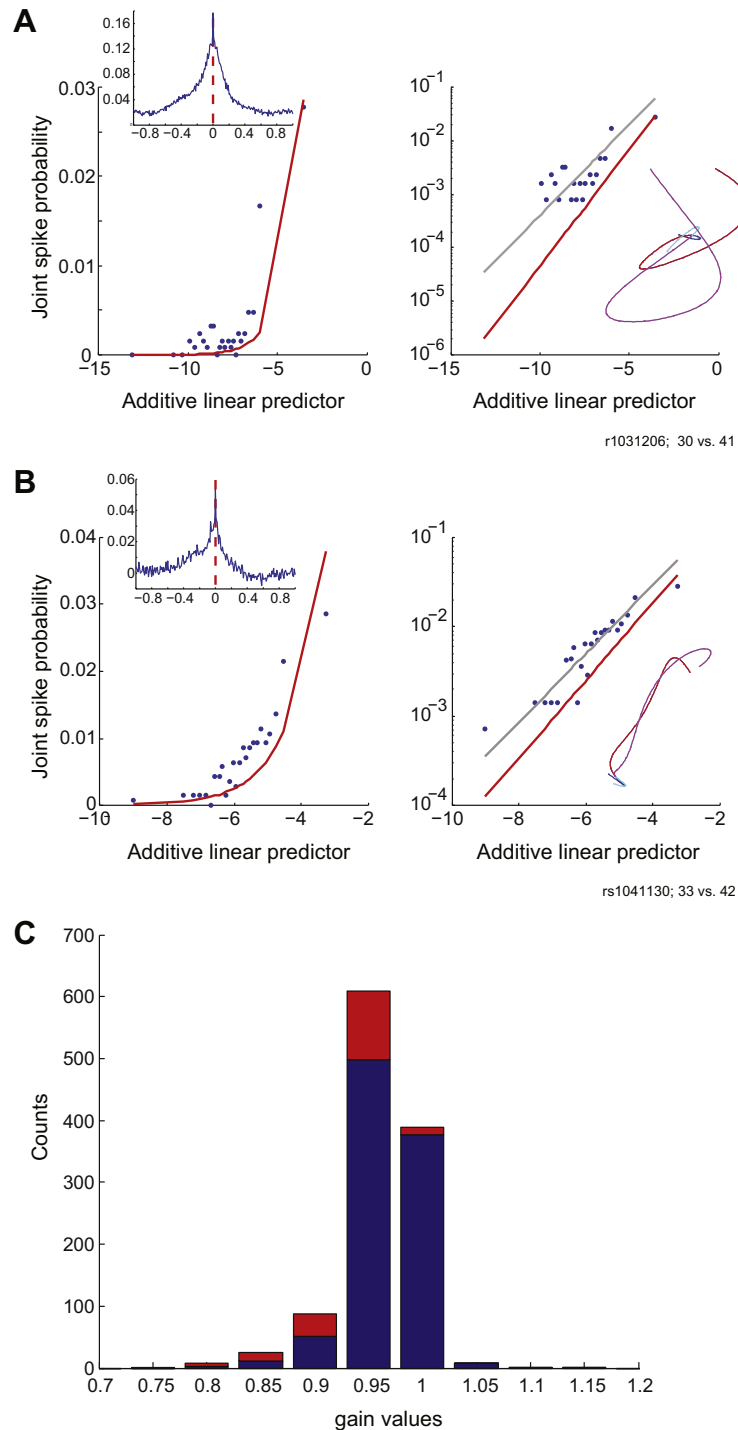 A
0.16
0.12
0.08
0.04
−0.8 −0.4 0 0.4 0.8
0.03
0.02
0.01
0
−15 −10 −5 0
Joint spike probability
Additive linear predictor
10−1
10−2
10−3
10−4
10−5
10−6
−15 −10 −5 0
Additive linear predictor
r1031206; 30 vs. 41
B
0.06
0.04
0.02
0
−0.8 −0.4 0 0.4 0.8
0.04
0.03
0.02
0.01
0
−10 −8 −6 −4 −2
Joint spike probability
Additive linear predictor
10−1
10−2
10−3
10−4
−10 −8 −6 −4 −2
Additive linear predictor
rs1041130; 33 vs. 42
C
700
600
500
400
300
200
100
0
Counts
0.7 0.75 0.8 0.85 0.9 0.95 1 1.05 1.1 1.15 1.2
gain values